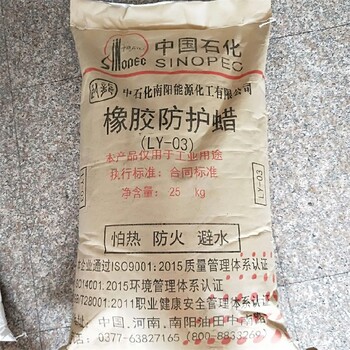 SINOPEC
中国石化
SINOPEC
中石化南阳能源化工有限公司
橡胶防护蜡
(LY-03)
本产品仅用于工业用途
执行标准：合同标准
净含量： 25 kg
LY-03
怕热 防火 避水
企业通过ISO9001:2015质量管理体系认证
ISO14001:2015环境管理体系认证
28001:2011职业健康安全管理体系认证
址：中国.河南.南阳油田中
话：0377-63827165